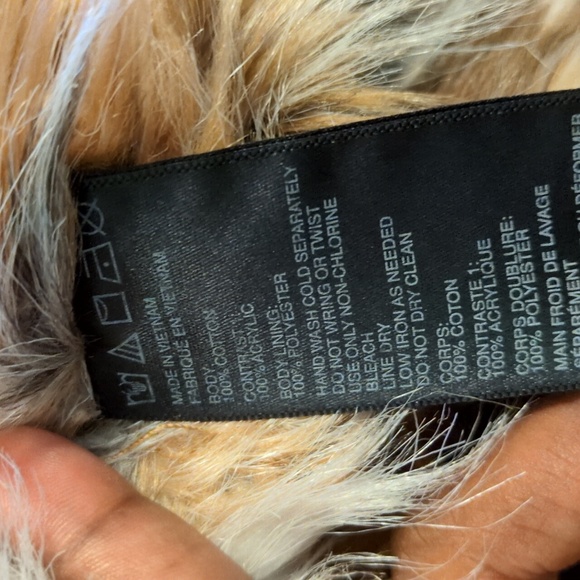 MADE IN VIETNAM
FABRIQUÉ EN VIETNAM
BODY:
100% COTTON
CONTRAST 1:
100% ACRYLIC
BODY LINING:
100% POLYESTER
HAND WASH COLD SEPARATELY
DO NOT WRING OR TWIST
USE ONLY NON-CHLORINE
BLEACH
LINE DRY
LOW IRON AS NEEDED
DO NOT DRY CLEAN
CORPS:
100% COTON
CONTRASTE 1:
100% ACRYLIQUE
CORPS DOUBLURE:
100% POLYESTER
MAIN FROID DE LAVAGE